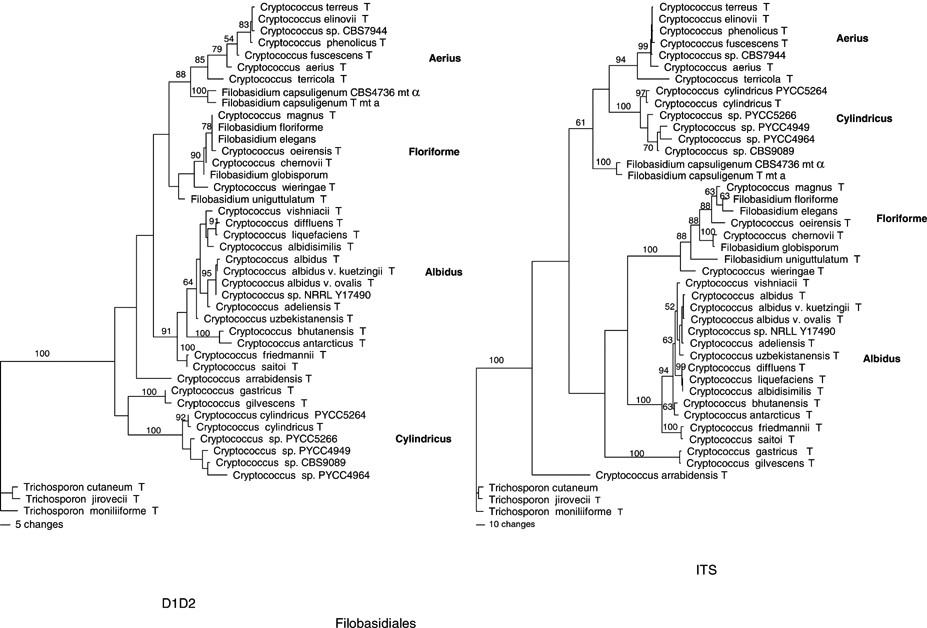 Cryptococcus terreus T
Cryptococcus elinovii T
83
Cryptococcus sp. CBS7944
54
Cryptococcus phenolicus T
79
Cryptococcus fuscescens T
Aerius
85
Cryptococcus aerius T
88
Cryptococcus terricola T
100
Filobasidium capsuligenum CBS4736 mt α
Filobasidium capsuligenum T mt a
Cryptococcus magnus T
78
Filobasidium floriforme
Filobasidium elegans
Cryptococcus oeirensis T
Floriforme
90
Cryptococcus chernovii T
Filobasidium globisporum
Cryptococcus wieringae T
Filobasidium uniguttulatum T
Cryptococcus vishniacii T
91
Cryptococcus diffluens T
Cryptococcus liquefaciens T
Cryptococcus albidisimilis T
Cryptococcus albidus T
95
Cryptococcus albidus v. kuetzingii T
Albidus
64
Cryptococcus albidus v. ovalis T
Cryptococcus sp. NRRL Y17490
Cryptococcus adeliensis T
Cryptococcus uzbekistanensis T
91
100
Cryptococcus bhutanensis T
Cryptococcus antarcticus T
100
Cryptococcus friedmannii T
Cryptococcus saitoi T
100
Cryptococcus arrabidensis T
100
Cryptococcus gastricus T
Cryptococcus gilvescens T
92
Cryptococcus cylindricus PYCC5264
Cryptococcus cylindricus T
100
Cryptococcus sp. PYCC5266
Cylindricus
Cryptococcus sp. PYCC4949
Cryptococcus sp. CBS9089
Cryptococcus sp. PYCC4964
Trichosporon cutaneum T
Trichosporon jirovecii T
Trichosporon moniliiforme T
5 changes
D1D2
Cryptococcus terreus T
Cryptococcus elinovii T
Cryptococcus phenolicus T
99
Cryptococcus fuscescens T
Aerius
Cryptococcus sp. CBS7944
94
Cryptococcus aerius T
Cryptococcus terricola T
97
Cryptococcus cylindricus PYCC5264
100
Cryptococcus cylindricus T
Cryptococcus sp. PYCC5266
Cylindricus
61
Cryptococcus sp. PYCC4949
Cryptococcus sp. PYCC4964
70
Cryptococcus sp. CBS9089
100
Filobasidium capsuligenum CBS4736 mt α
Filobasidium capsuligenum T mt a
63
Cryptococcus magnus T
63
Filobasidium floriforme
88
Filobasidium elegans
88
Cryptococcus oeirensis T
Floriforme
88
100
Cryptococcus chernovii T
Filobasidium globisporum
100
Filobasidium uniguttulatum T
Cryptococcus wieringae T
Cryptococcus vishniacii T
Cryptococcus albidus T
52
Cryptococcus albidus v. kuetzingii T
Cryptococcus albidus v. ovalis T
Cryptococcus sp. NRLL Y17490
63
Cryptococcus adeliensis T
Cryptococcus uzbekistanensis T
Albidus
94
99
Cryptococcus diffluens T
Cryptococcus liquefaciens T
Cryptococcus albidisimilis T
100
63
Cryptococcus bhutanensis T
Cryptococcus antarcticus T
100
Cryptococcus friedmannii T
Cryptococcus saitoi T
100
Cryptococcus gastricus T
Cryptococcus gilvescens T
100
Cryptococcus arrabidensis T
Trichosporon cutaneum
Trichosporon jirovecii T
Trichosporon moniliiforme T
10 changes
ITS
Filobasidiales